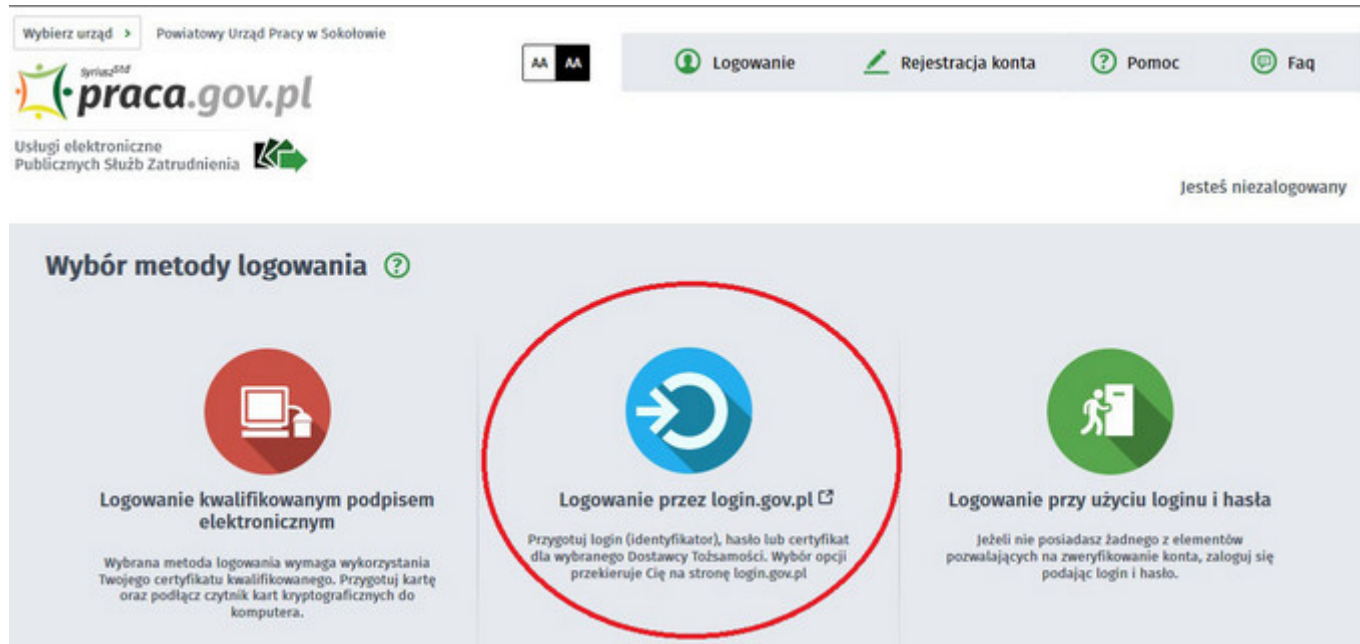 Wybierz urząd > Powiatowy Urząd Pracy w Sokołowie
AA AA
Logowanie Rejestracja konta Pomoc Faq
SyriuszStd
praca.gov.pl
Usługi elektroniczne
Publicznych Służb Zatrudnienia
Jesteś niezalogowany
Wybór metody logowania ?
Logowanie kwalifikowanym podpisem
elektronicznym
Wybrana metoda logowania wymaga wykorzystania
Twojego certyfikatu kwalifikowanego. Przygotuj kartę
oraz podłącz czytnik kart kryptograficznych do
komputera.
Logowanie przez login.gov.pl
Przygotuj login (identyfikator), hasło lub certyfikat
dla wybranego Dostawcy Tożsamości. Wybór opcji
przekieruje Cię na stronę login.gov.pl
Logowanie przy użyciu loginu i hasła
Jeżeli nie posiadasz żadnego z elementów
pozwalających na zweryfikowanie konta, zaloguj się
podając login i hasło.